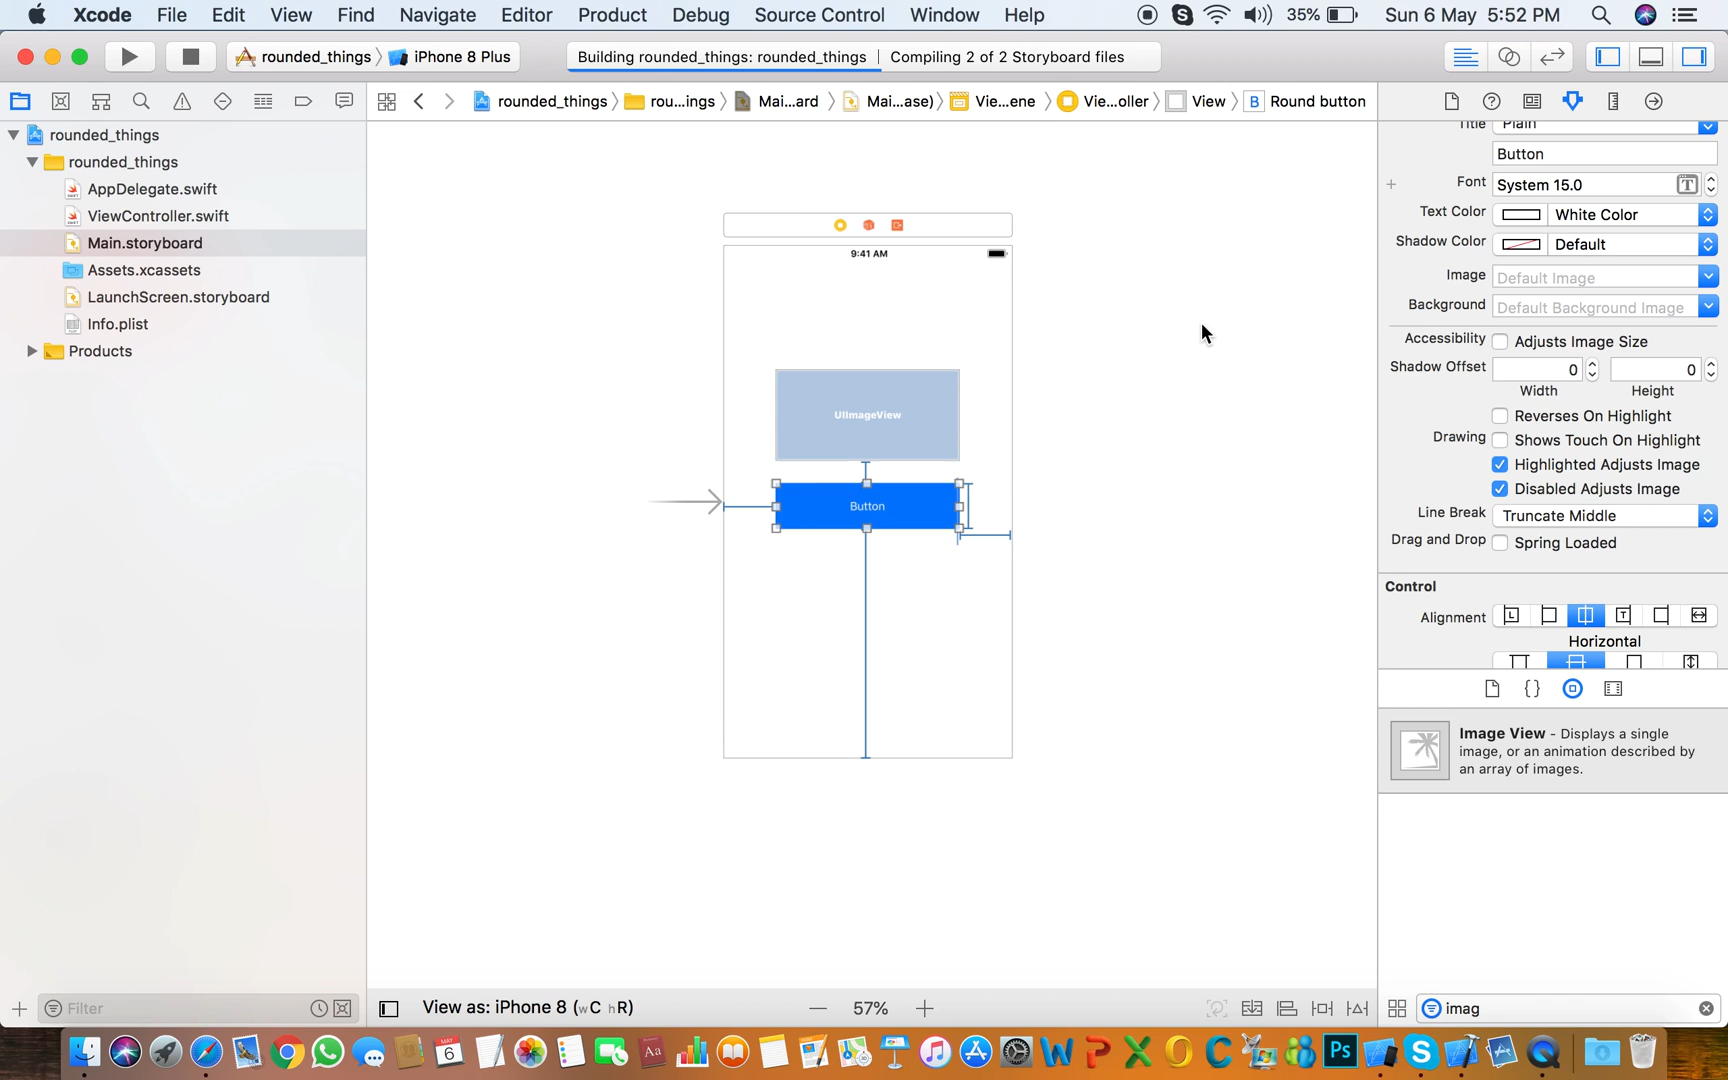 Xcode File Edit View Find Navigate Editor Product Debug Source Control Window Help 35% Sun 6 May 5:52 PM
rounded_things iPhone 8 Plus Building rounded_things: rounded_things | Compiling 2 of 2 Storyboard files
rounded_things rou...ings Mai...ard Mai...ase) Vie...ene Vie...oller View B Round button
rounded_things
rounded_things
AppDelegate.swift
ViewController.swift
Main.storyboard
Assets.xcassets
LaunchScreen.storyboard
Info.plist
Products
9:41 AM
UIImageView
Button
Title Plain
Button
Font System 15.0 T
Text Color White Color
Shadow Color Default
Image Default Image
Background Default Background Image
Accessibility Adjusts Image Size
Shadow Offset 0 0
Width Height
Reverses On Highlight
Drawing Shows Touch On Highlight
Highlighted Adjusts Image
Disabled Adjusts Image
Line Break Truncate Middle
Drag and Drop Spring Loaded
Control
Alignment
Horizontal
Image View - Displays a single
image, or an animation described by
an array of images.
Filter
View as: iPhone 8 (wC hR) 57%
imag
MAY
6
Aa
Ps